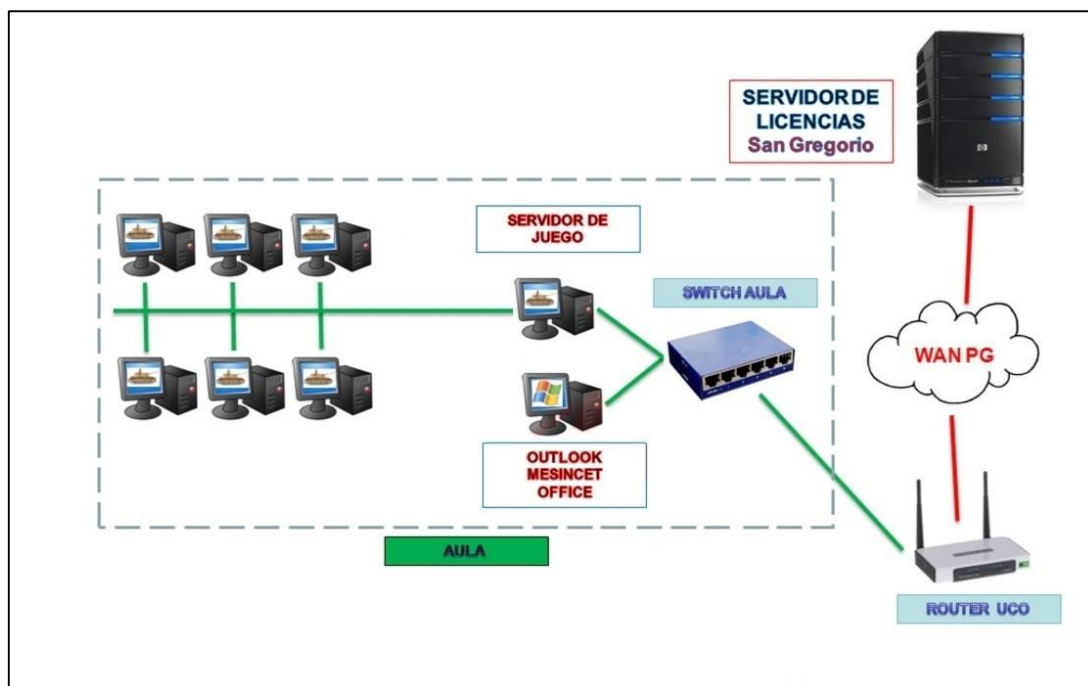 SERVIDOR DE
LICENCIAS
San Gregorio
SERVIDOR DE
JUEGO
SWITCH AULA
WAN PG
OUTLOOK
MESINCET
OFFICE
AULA
ROUTER UCO